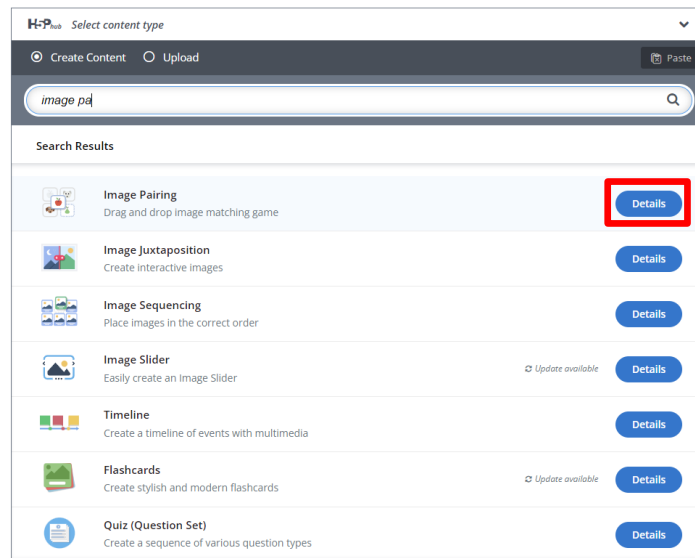 H5Phub Select content type
Create Content Upload Paste
image pa
Search Results
Image Pairing
Drag and drop image matching game
Details
Image Juxtaposition
Create interactive images
Details
Image Sequencing
Place images in the correct order
Details
Image Slider
Easily create an Image Slider
Update available Details
Timeline
Create a timeline of events with multimedia
Details
Flashcards
Create stylish and modern flashcards
Update available Details
Quiz (Question Set)
Create a sequence of various question types
Details